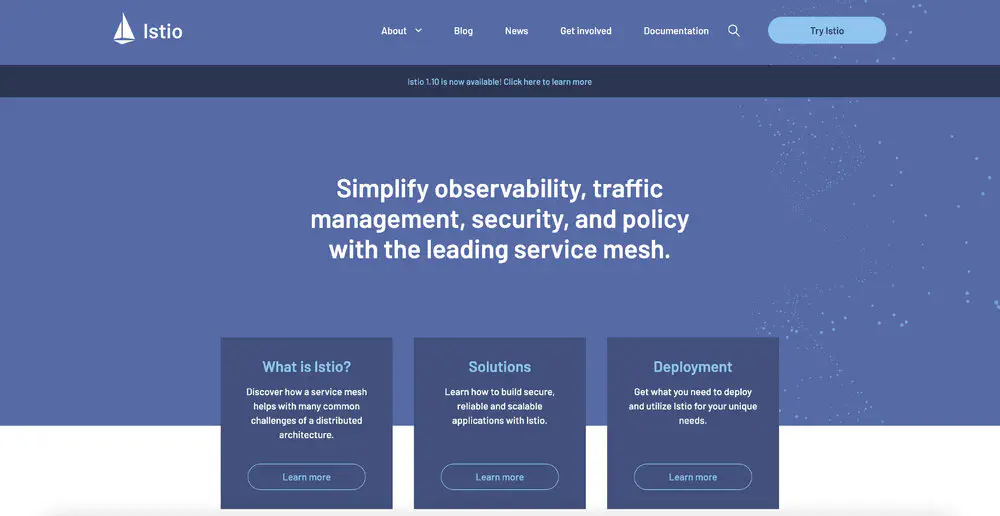 Istio
About
Blog
News
Get involved
Documentation
Try Istio
Istio 1.10 is now available! Click here to learn more
Simplify observability, traffic
management, security, and policy
with the leading service mesh.
What is Istio?
Discover how a service mesh
helps with many common
challenges of a distributed
architecture.
Learn more
Solutions
Learn how to build secure,
reliable and scalable
applications with Istio.
Learn more
Deployment
Get what you need to deploy
and utilize Istio for your unique
needs.
Learn more